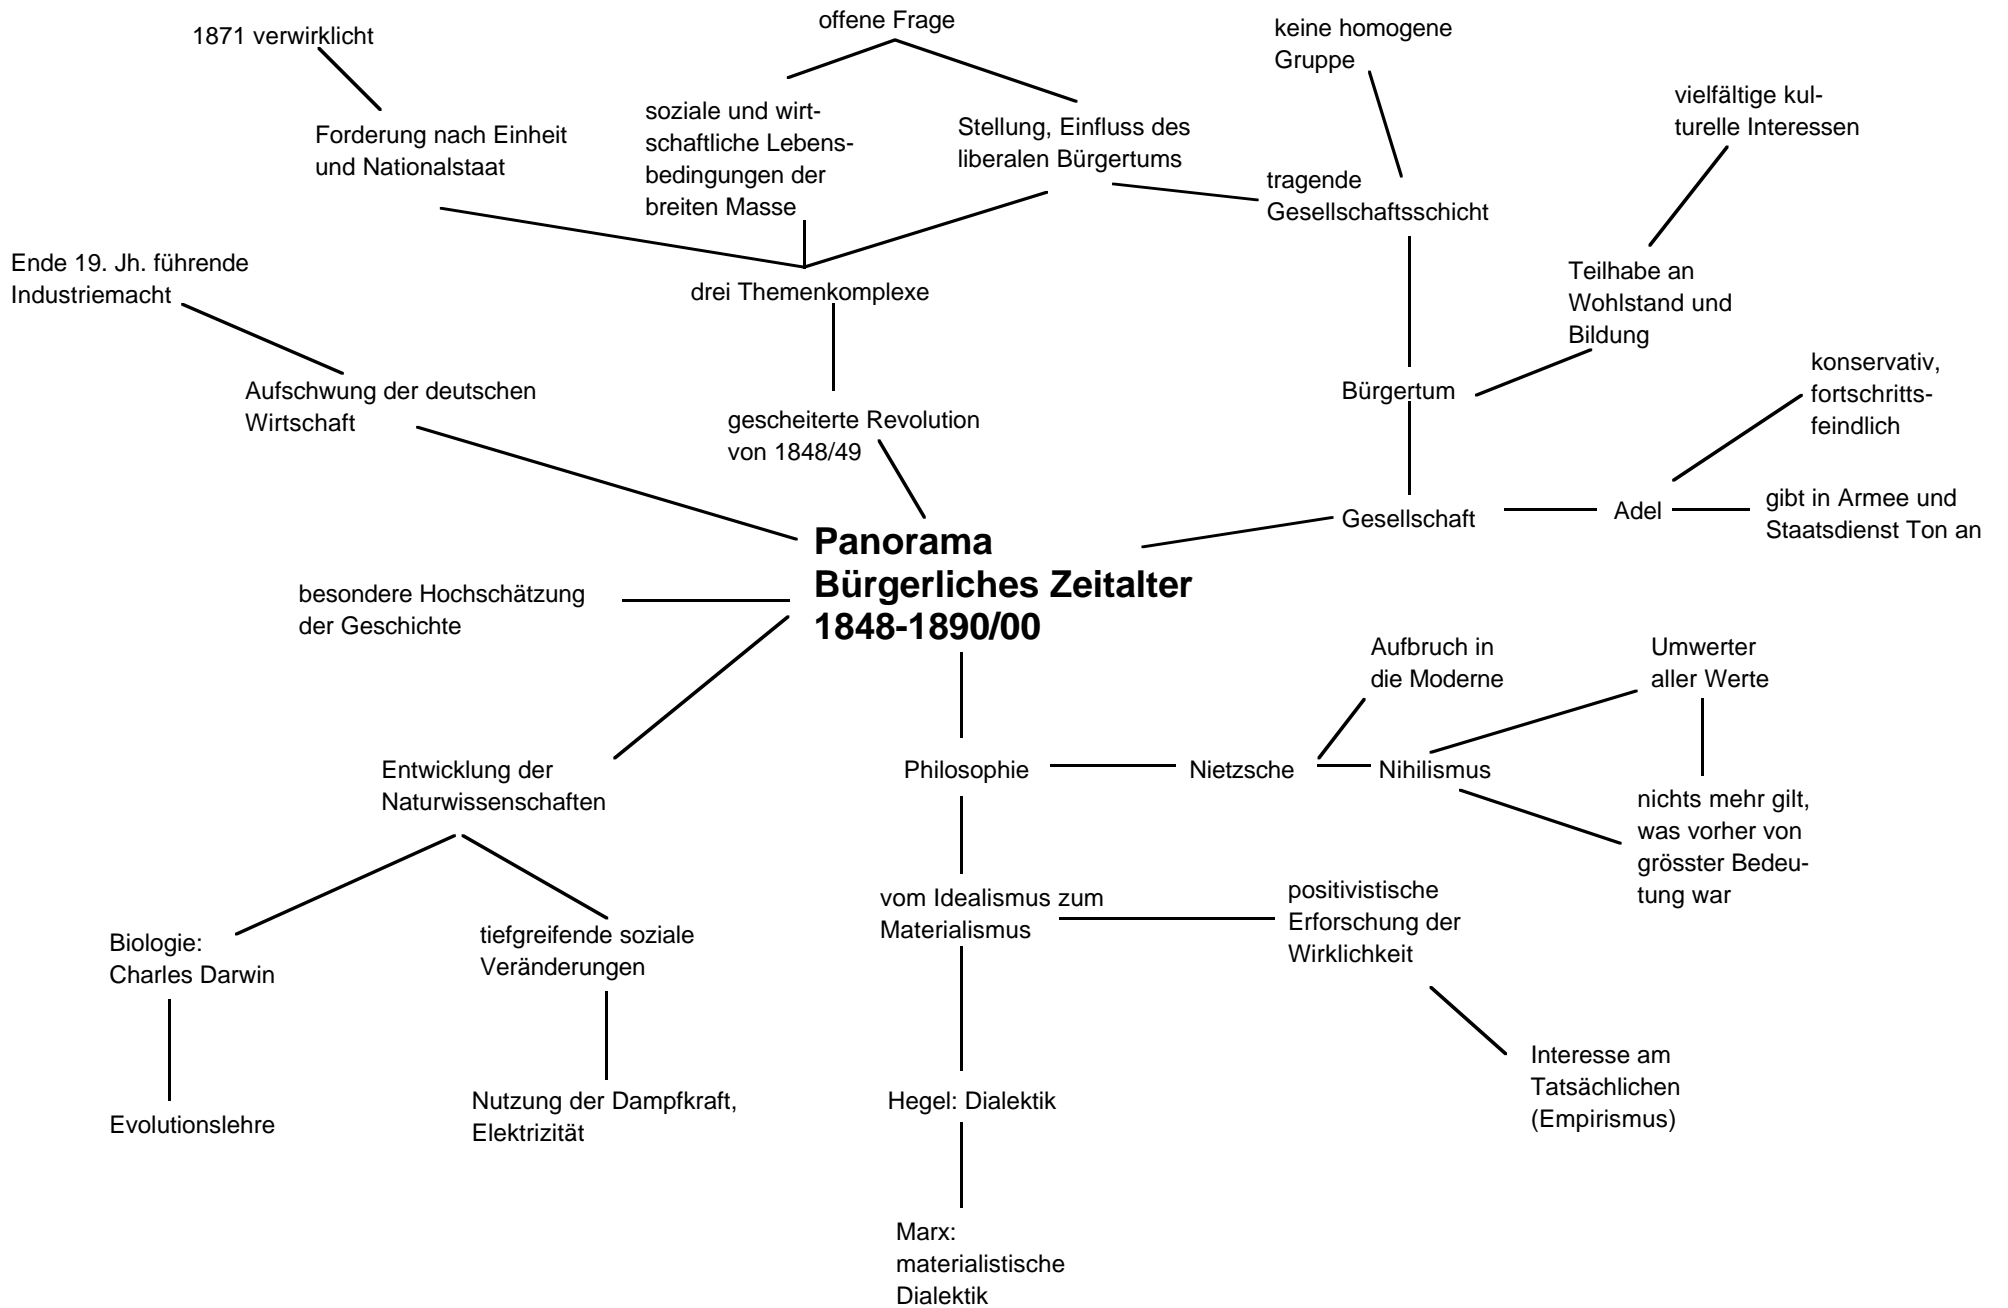 offene Frage
1871 verwirklicht
keine homogene
Gruppe
vielfältige kul-
turelle Interessen
soziale und wirt-
schaftliche Lebens-
bedingungen der
breiten Masse
Forderung nach Einheit
und Nationalstaat
Stellung, Einfluss des
liberalen Bürgertums
tragende
Gesellschaftsschicht
Ende 19. Jh. führende
Industriemacht
drei Themenkomplexe
Teilhabe an
Wohlstand und
Bildung
konservativ,
fortschritts-
feindlich
Aufschwung der deutschen
Wirtschaft
gescheiterte Revolution
von 1848/49
Bürgertum
Gesellschaft
Adel
gibt in Armee und
Staatsdienst Ton an
Panorama
Bürgerliches Zeitalter
1848-1890/00
besondere Hochschätzung
der Geschichte
Aufbruch in
die Moderne
Umwerter
aller Werte
Entwicklung der
Naturwissenschaften
Philosophie
Nietzsche
Nihilismus
nichts mehr gilt,
was vorher von
grösster Bedeu-
tung war
vom Idealismus zum
Materialismus
positivistische
Erforschung der
Wirklichkeit
Biologie:
Charles Darwin
tiefgreifende soziale
Veränderungen
Interesse am
Tatsächlichen
(Empirismus)
Evolutionslehre
Nutzung der Dampfkraft,
Elektrizität
Hegel: Dialektik
Marx:
materialistische
Dialektik